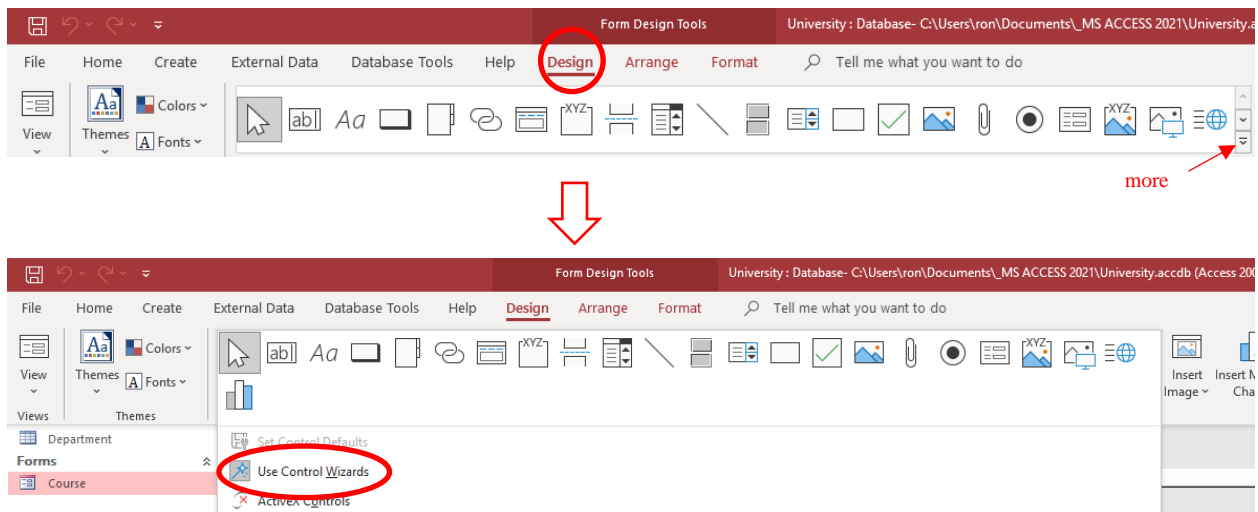 Form Design Tools University : Database- C:\Users\ron\Documents\_MS ACCESS 2021\University.a
File Home Create External Data Database Tools Help Design Arrange Format Tell me what you want to do
Aa Colors ab Aa XYZ XYZ
View Themes A Fonts
more
Form Design Tools University : Database- C:\Users\ron\Documents\_MS ACCESS 2021\University.accdb (Access 200
File Home Create External Data Database Tools Help Design Arrange Format Tell me what you want to do
Aa Colors ab Aa XYZ XYZ
View Themes A Fonts Insert Insert M
Image Cha
Views Themes
Department Set Control Defaults
Forms Use Control Wizards
Course ActiveX Controls